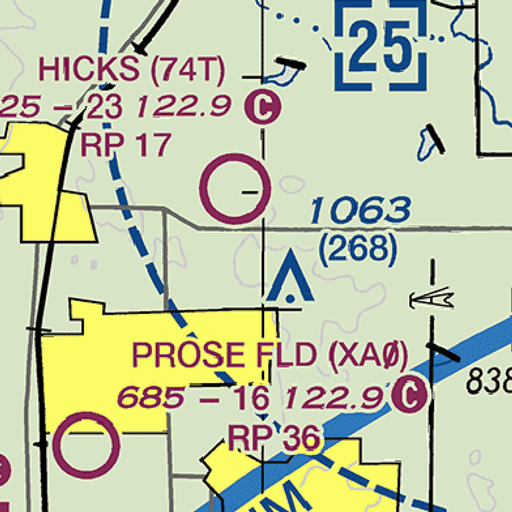 25
HICKS (74T)
25 – 23 122.9 C
RP 17
1063
(268)
PROSE FLD (XAØ)
685 – 16 122.9 C
838
RP 36
IM